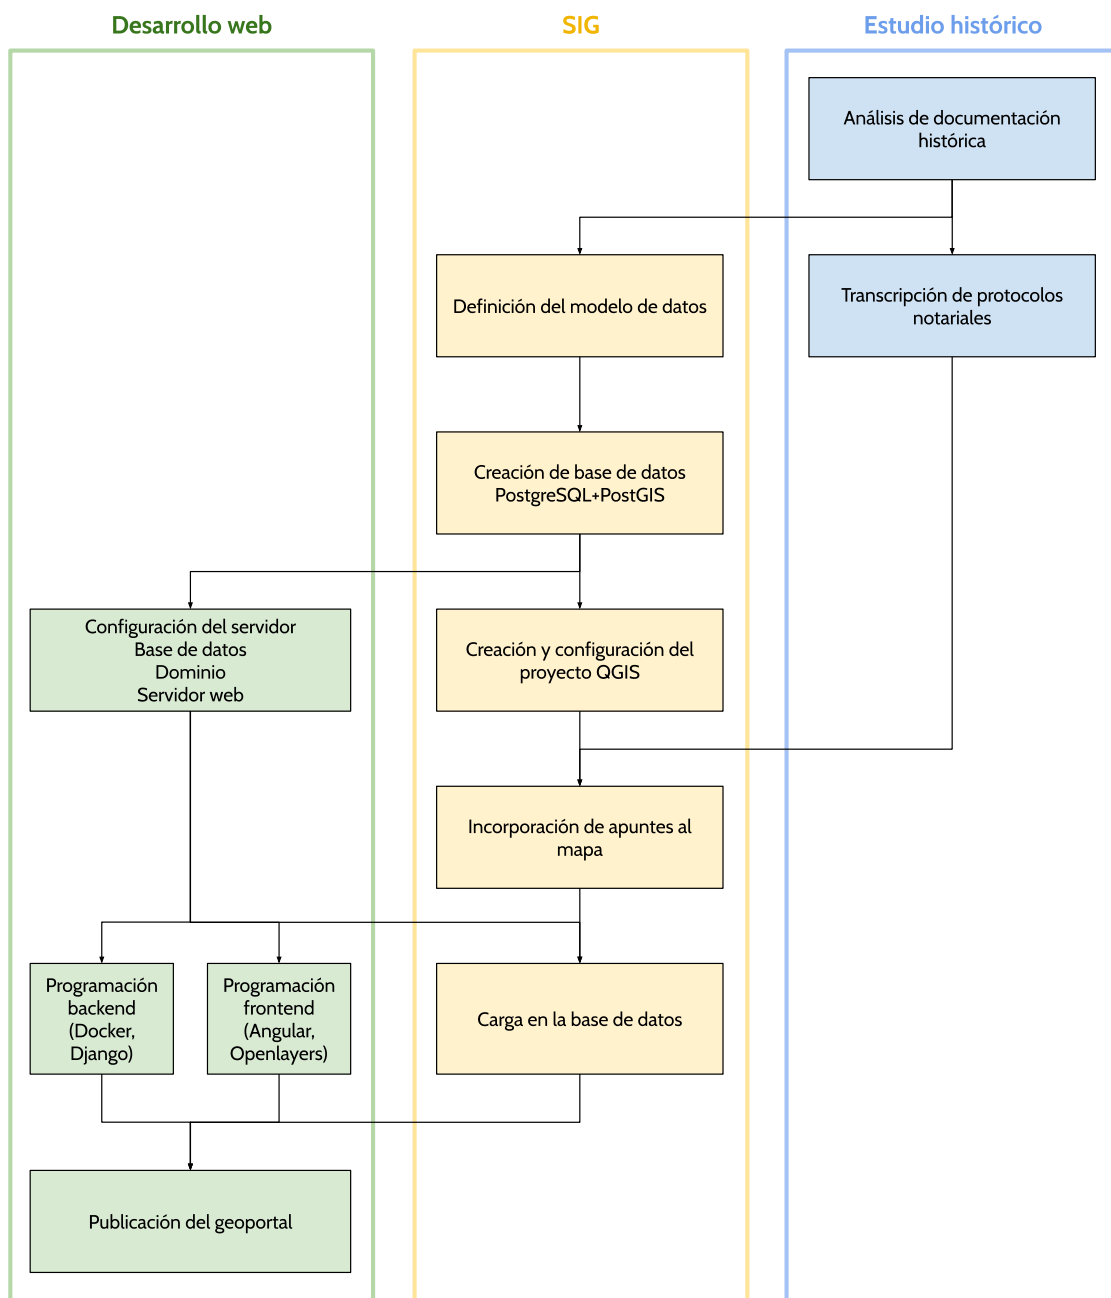 Desarrollo web
SIG
Estudio histórico
Análisis de documentación
histórica
Definición del modelo de datos
Transcripción de protocolos
notariales
Creación de base de datos
PostgreSQL+PostGIS
Configuración del servidor
Base de datos
Dominio
Servidor web
Creación y configuración del
proyecto QGIS
Incorporación de apuntes al
mapa
Programación
backend
(Docker,
Django)
Programación
frontend
(Angular,
Openlayers)
Carga en la base de datos
Publicación del geoportal